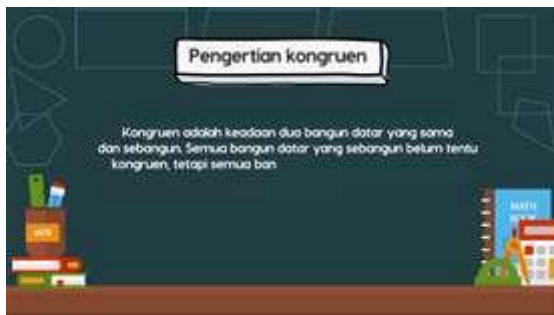 Pengertian kongruen
Kongruen adalah keadaan dua bangun datar yang sama
dan sebangun. Semua bangun datar yang sebangun belum tentu
kongruen, tetapi semua ban
MATH